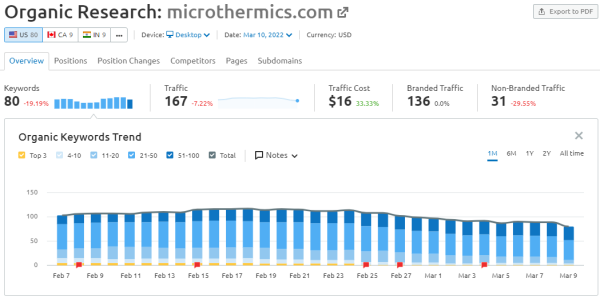 Organic Research: microthermics.com
Export to PDF
US 80 CA 9 IN 9 ••• Device: Desktop Date: Mar 10, 2022 Currency: USD
Overview Positions Position Changes Competitors Pages Subdomains
Keywords Traffic Traffic Cost Branded Traffic Non-Branded Traffic
80 -19.19% 167 -7.22% $16 33.33% 136 0.0% 31 -29.55%
Organic Keywords Trend
Top 3 4-10 11-20 21-50 51-100 Total Notes 1M 6M 1Y 2Y All time
150
100
50
0
Feb 7 Feb 9 Feb 11 Feb 13 Feb 15 Feb 17 Feb 19 Feb 21 Feb 23 Feb 25 Feb 27 Mar 1 Mar 3 Mar 5 Mar 7 Mar 9